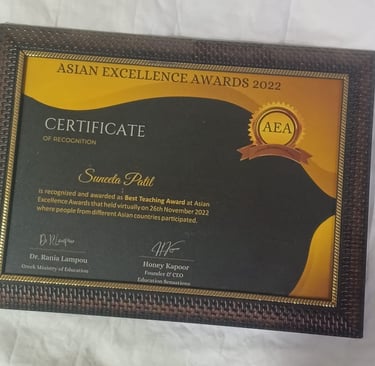 ASIAN EXCELLENCE AWARDS 2022
AEA
CERTIFICATE
OF RECOGNITION
Suneeta Patil
is recognized and awarded as Best Teaching Award at Asian
Excellence Awards that held virtually on 26th November 2022
where people from different Asian countries participated.
Dr. Rania Lampou
Greek Ministry of Education
Honey Kapoor
Founder & CEO
Education Sensations